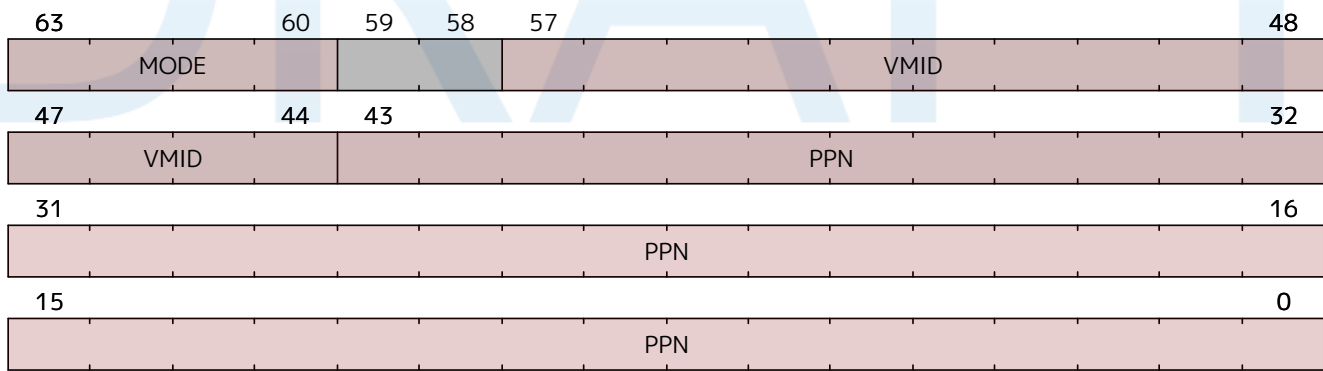 63 60 59 58 57 48
MODE VMID
47 44 43 32
VMID PPN
31 16
PPN
15 0
PPN